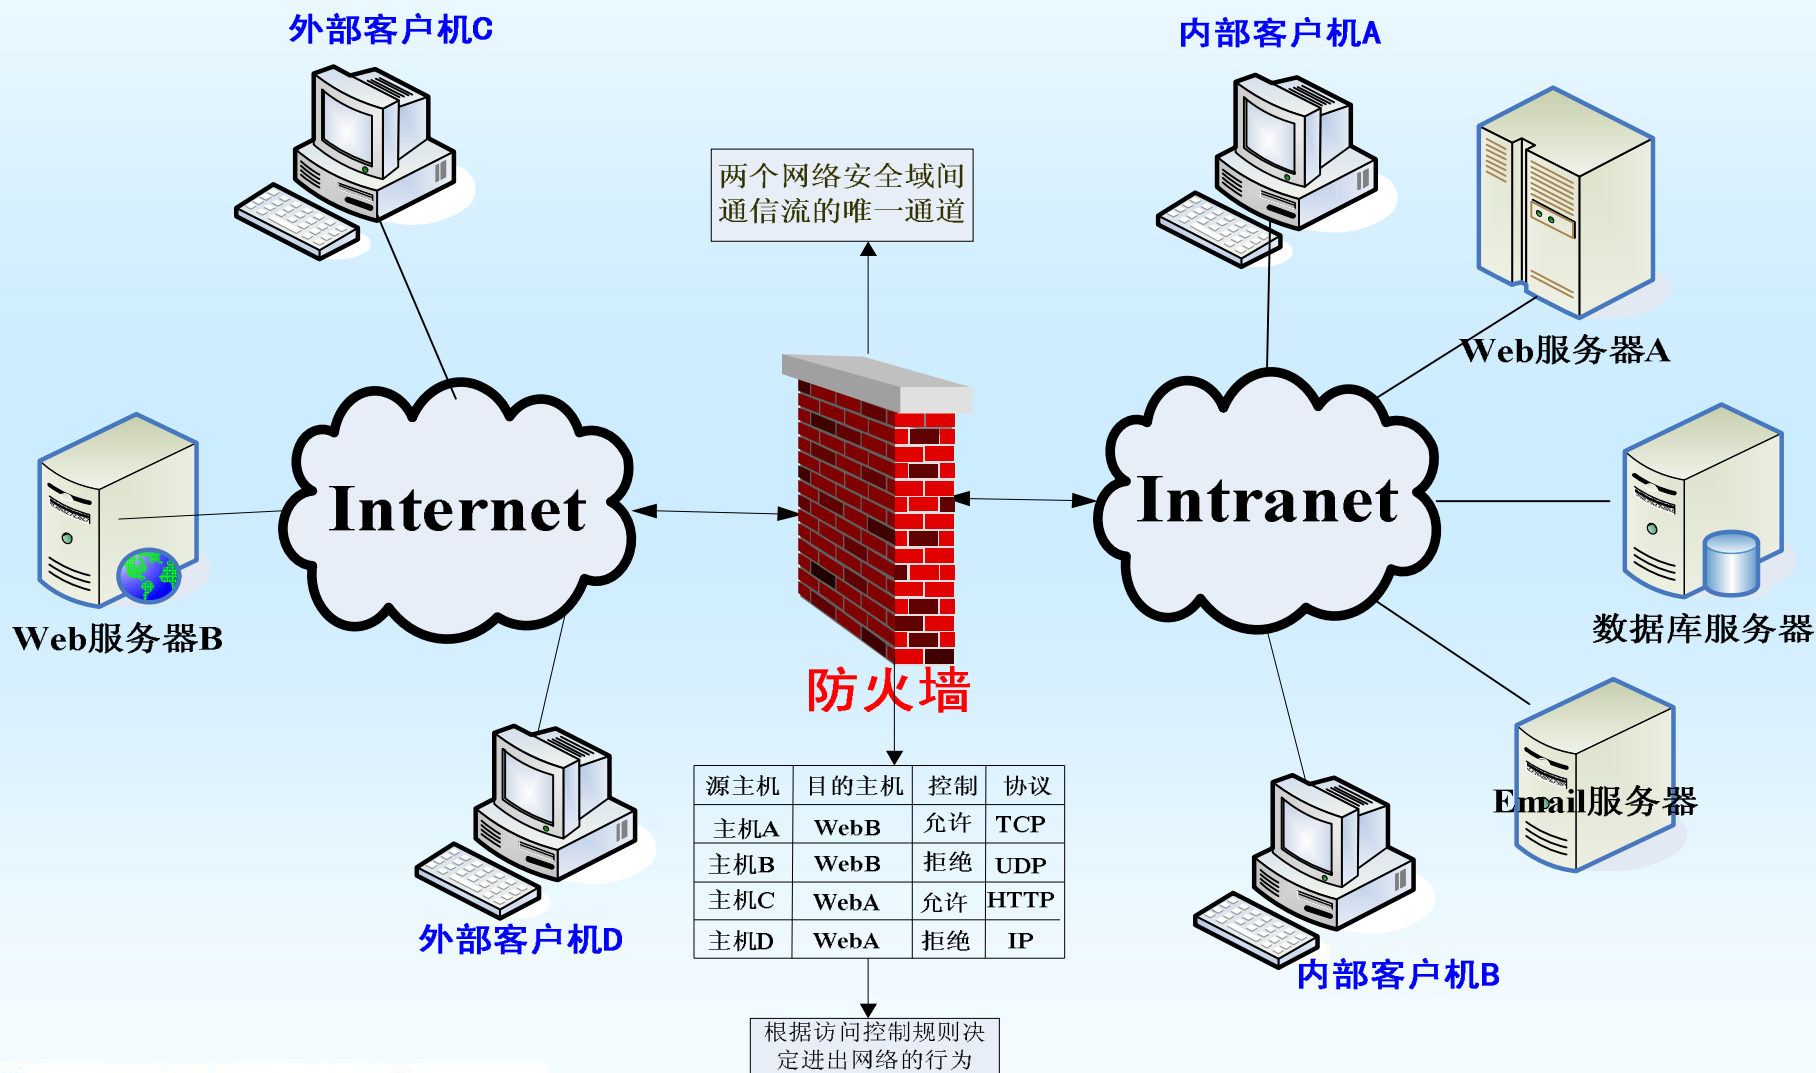 外部客户机C
内部客户机A
两个网络安全域间
通信流的唯一通道
Web服务器A
Internet
Intranet
Web服务器B
数据库服务器
防火墙
源主机 目的主机 控制 协议
主机A WebB 允许 TCP
主机B WebB 拒绝 UDP
主机C WebA 允许 HTTP
主机D WebA 拒绝 IP
Email服务器
外部客户机D
内部客户机B
根据访问控制规则决
定进出网络的行为